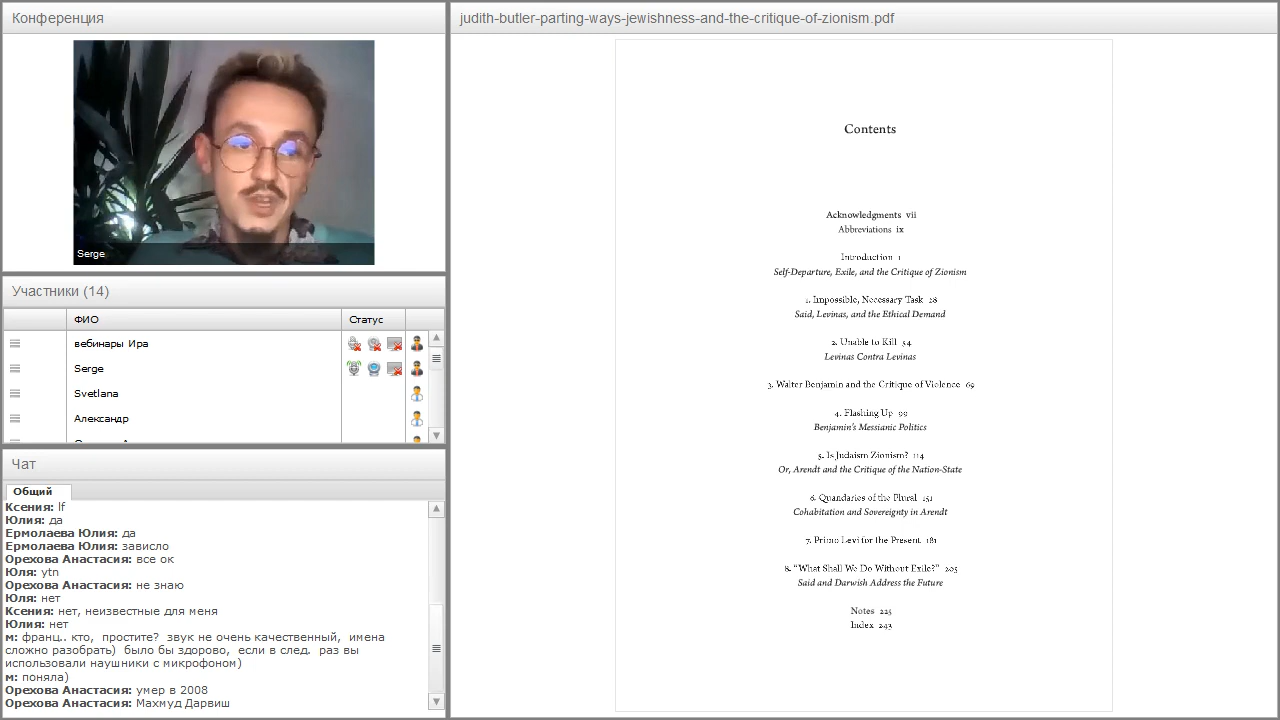 Конференция
Serge
Участники (14)
ФИО
Статус
вебинары Ира
Serge
Svetlana
Александр
Чат
Общий
Ксения: lf
Юлия: да
Ермолаева Юлия: да
Ермолаева Юлия: зависло
Орехова Анастасия: все ок
Юля: ytn
Орехова Анастасия: не знаю
Юля: нет
Ксения: нет, неизвестные для меня
Юлия: нет
м: франц.. кто, простите? звук не очень качественный, имена
сложно разобрать) было бы здорово, если в след. раз вы
использовали наушники с микрофоном)
м: поняла)
Орехова Анастасия: умер в 2008
Орехова Анастасия: Махмуд Дарвиш
judith-butler-parting-ways-jewishness-and-the-critique-of-zionism.pdf
Contents
Acknowledgments vii
Abbreviations ix
Introduction 1
Self-Departure, Exile, and the Critique of Zionism
1. Impossible, Necessary Task 28
Said, Levinas, and the Ethical Demand
2. Unable to Kill 54
Levinas Contra Levinas
3. Walter Benjamin and the Critique of Violence 69
4. Flashing Up 99
Benjamin's Messianic Politics
5. Is Judaism Zionism? 114
Or, Arendt and the Critique of the Nation-State
6. Quandaries of the Plural 151
Cohabitation and Sovereignty in Arendt
7. Primo Levi for the Present 181
8. “What Shall We Do Without Exile?” 205
Said and Darwish Address the Future
Notes 225
Index 243